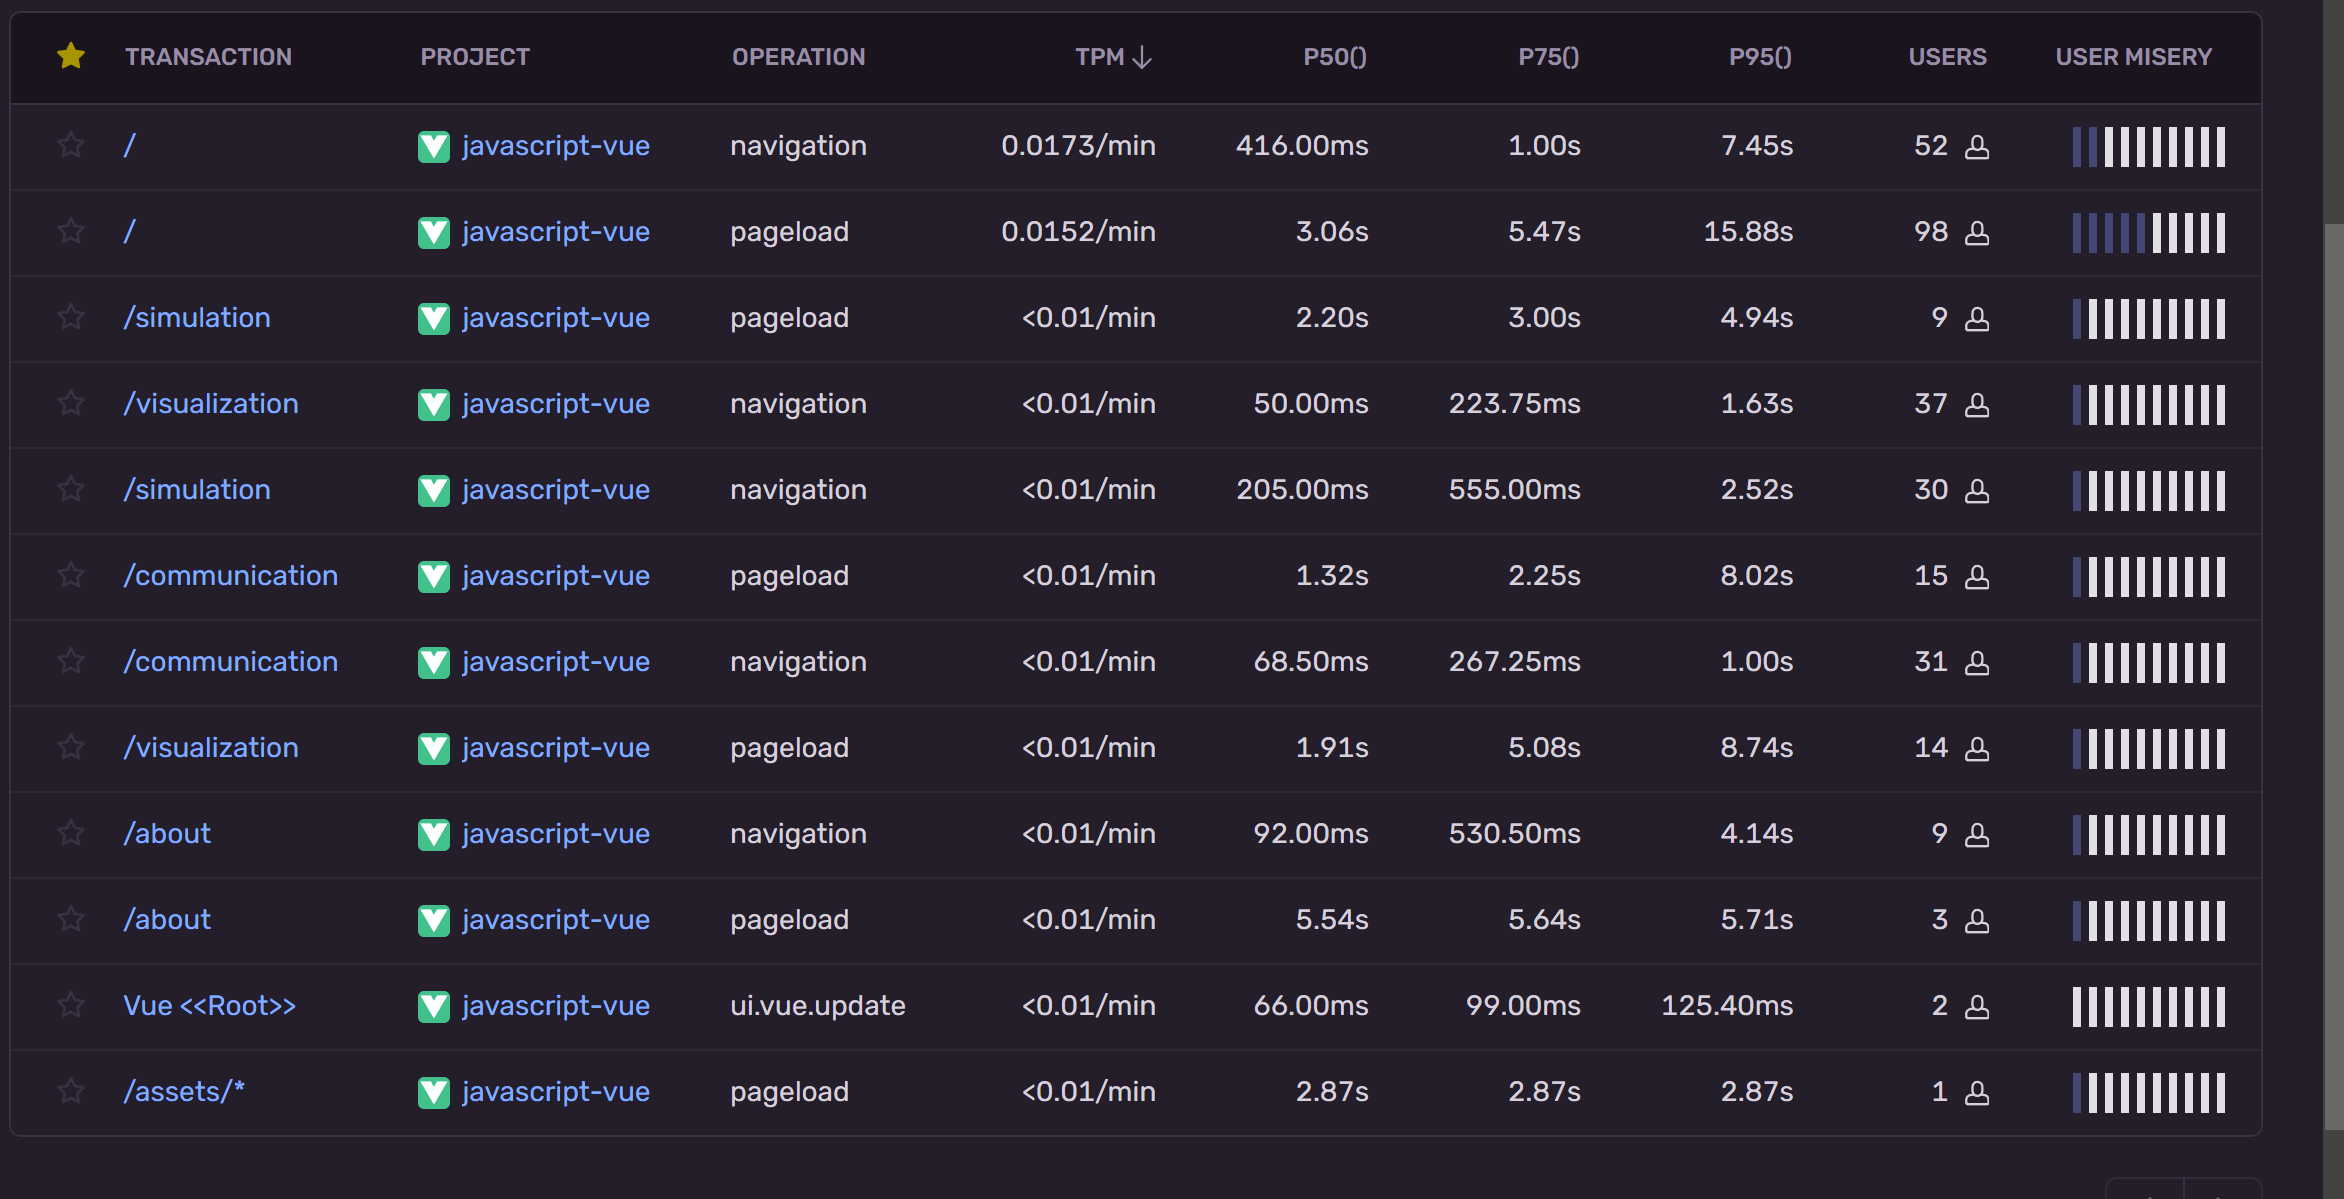 TRANSACTION PROJECT OPERATION TPM P50() P75() P95() USERS USER MISERY
/ javascript-vue navigation 0.0173/min 416.00ms 1.00s 7.45s 52
/ javascript-vue pageload 0.0152/min 3.06s 5.47s 15.88s 98
/simulation javascript-vue pageload <0.01/min 2.20s 3.00s 4.94s 9
/visualization javascript-vue navigation <0.01/min 50.00ms 223.75ms 1.63s 37
/simulation javascript-vue navigation <0.01/min 205.00ms 555.00ms 2.52s 30
/communication javascript-vue pageload <0.01/min 1.32s 2.25s 8.02s 15
/communication javascript-vue navigation <0.01/min 68.50ms 267.25ms 1.00s 31
/visualization javascript-vue pageload <0.01/min 1.91s 5.08s 8.74s 14
/about javascript-vue navigation <0.01/min 92.00ms 530.50ms 4.14s 9
/about javascript-vue pageload <0.01/min 5.54s 5.64s 5.71s 3
Vue <<Root>> javascript-vue ui.vue.update <0.01/min 66.00ms 99.00ms 125.40ms 2
/assets/* javascript-vue pageload <0.01/min 2.87s 2.87s 2.87s 1